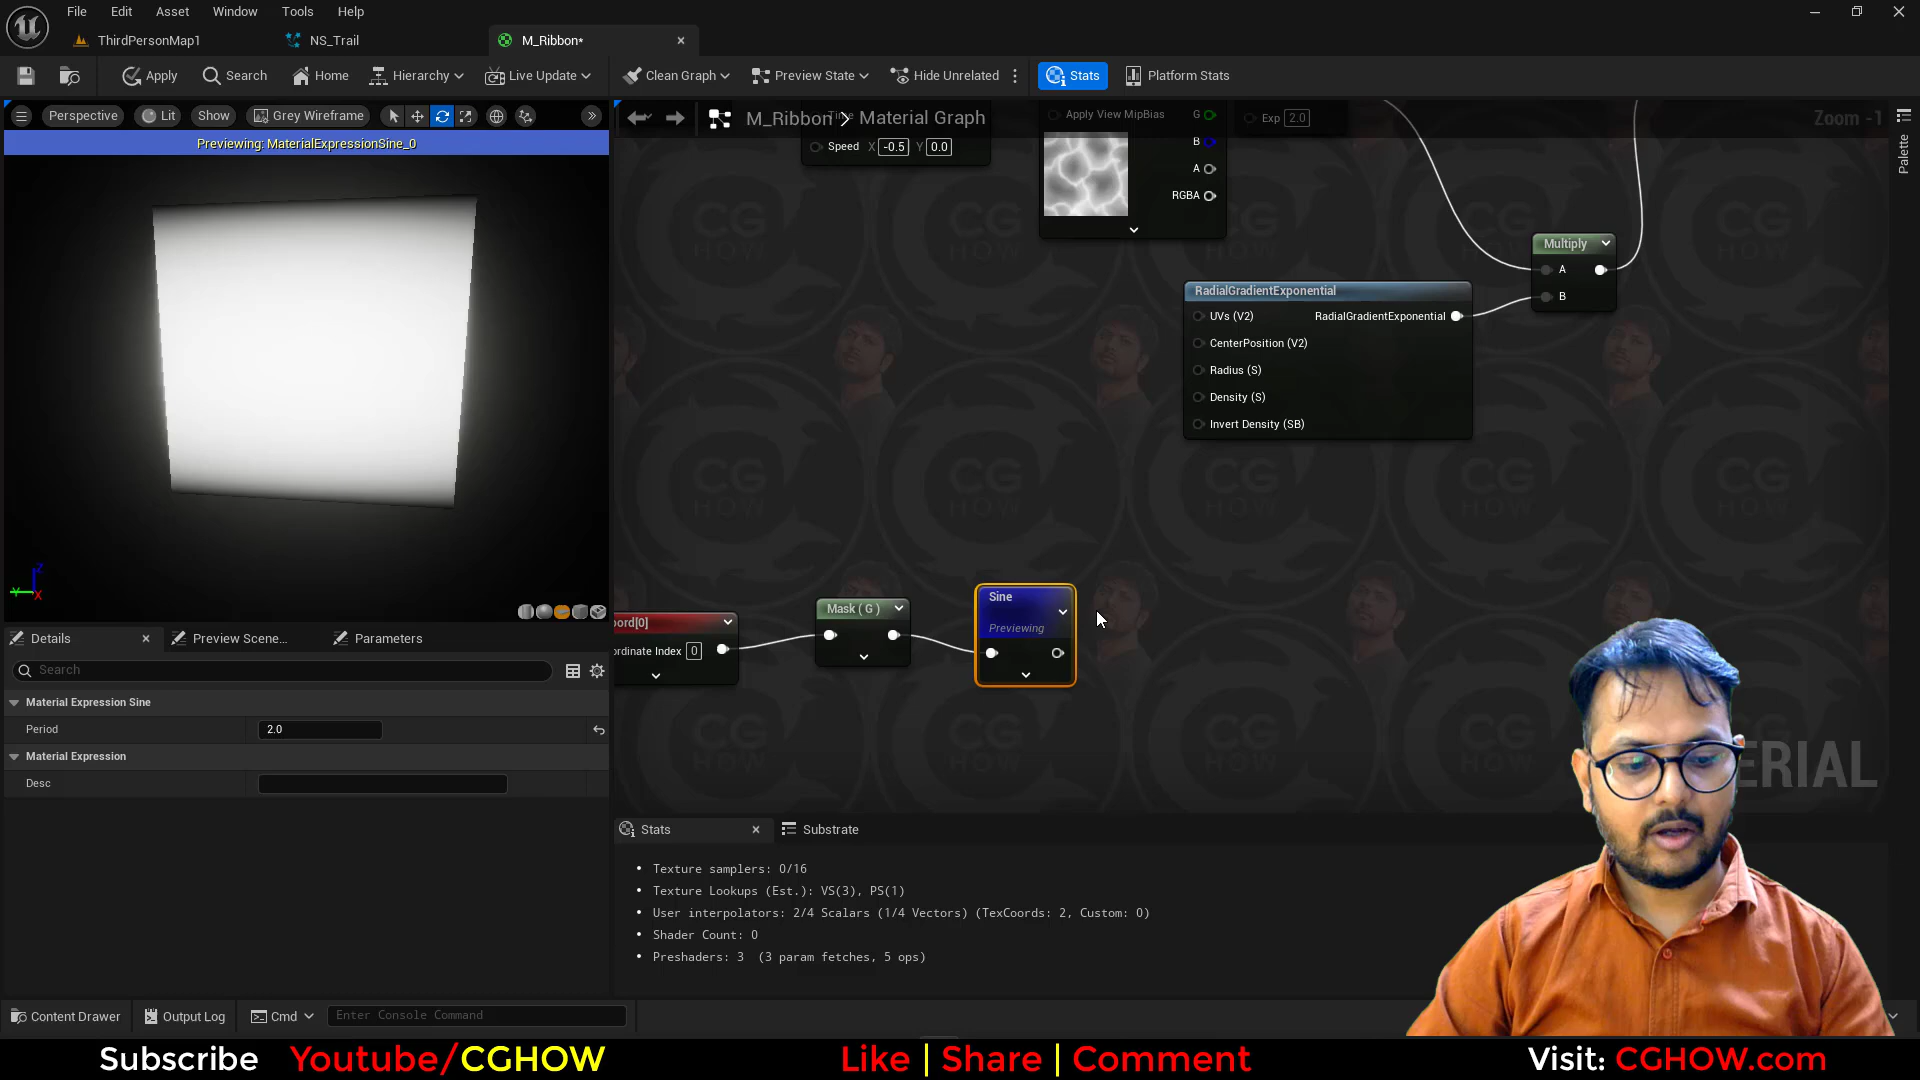 File Edit Asset Window Tools Help
ThirdPersonMap1 NS_Trail M_Ribbon*
Apply Search Home Hierarchy Live Update Clean Graph Preview State Hide Unrelated Stats Platform Stats
Perspective Lit Show Grey Wireframe
Previewing: MaterialExpressionSine_0
M_Ribbon > Material Graph
Zoom -1
Palette
Speed X -0.5 Y 0.0
Apply View MipBias G
B
A
RGBA
Exp 2.0
Multiply
A
B
RadialGradientExponential
UVs (V2) RadialGradientExponential
CenterPosition (V2)
Radius (S)
Density (S)
Invert Density (SB)
oord[0]
ordinate Index 0
Mask ( G )
Sine
Previewing
CG
HOW
ERIAL
Details Preview Scene... Parameters
Search
Material Expression Sine
Period 2.0
Material Expression
Desc
Stats Substrate
• Texture samplers: 0/16
• Texture Lookups (Est.): VS(3), PS(1)
• User interpolators: 2/4 Scalars (1/4 Vectors) (TexCoords: 2, Custom: 0)
• Shader Count: 0
• Preshaders: 3 (3 param fetches, 5 ops)
Content Drawer Output Log Cmd Enter Console Command
Subscribe Youtube/CGHOW Like | Share | Comment Visit: CGHOW.com